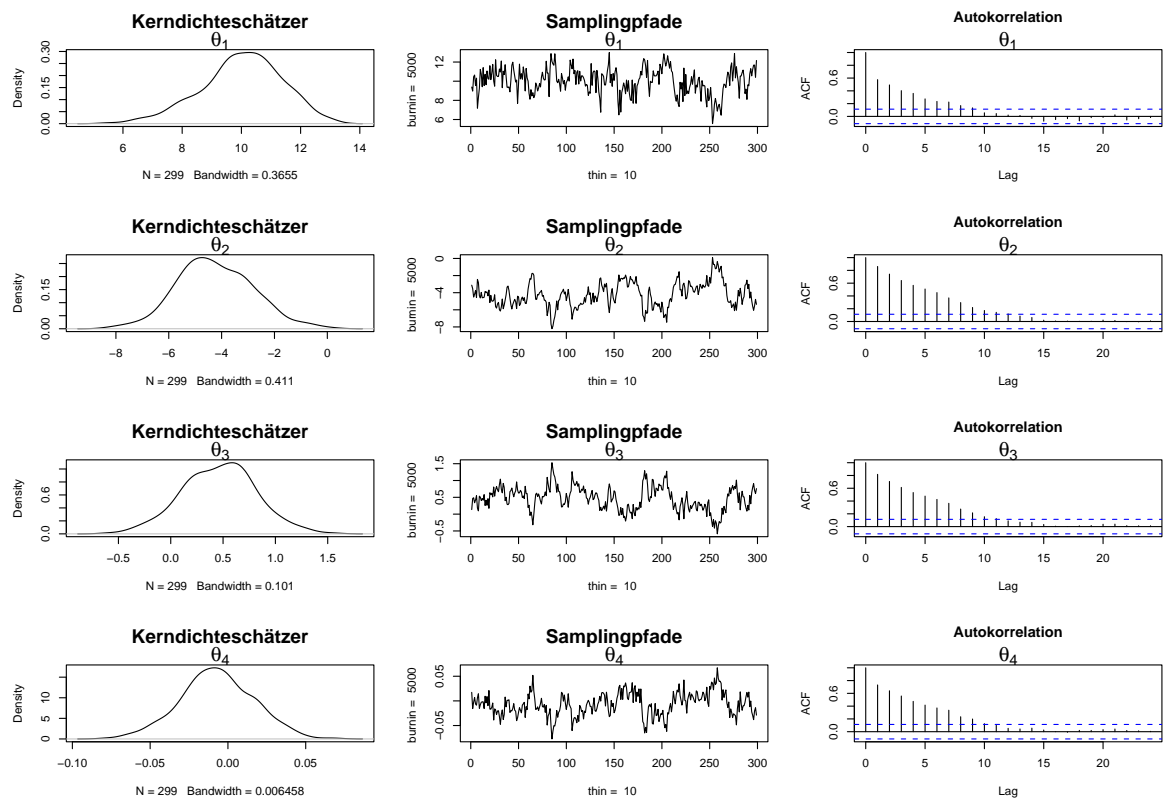 Kerndichteschätzer
θ1
Density
0.00 0.15 0.30
6 8 10 12 14
N = 299 Bandwidth = 0.3655
Samplingpfade
θ1
burnin = 5000
6 8 10 12
0 50 100 150 200 250 300
thin = 10
Autokorrelation
θ1
ACF
0.0 0.6
0 5 10 15 20
Lag
Kerndichteschätzer
θ2
Density
0.00 0.15
−8 −6 −4 −2 0
N = 299 Bandwidth = 0.411
Samplingpfade
θ2
burnin = 5000
−8 −4 0
0 50 100 150 200 250 300
thin = 10
Autokorrelation
θ2
ACF
0.0 0.6
0 5 10 15 20
Lag
Kerndichteschätzer
θ3
Density
0.0 0.6
−0.5 0.0 0.5 1.0 1.5
N = 299 Bandwidth = 0.101
Samplingpfade
θ3
burnin = 5000
−0.5 0.5 1.5
0 50 100 150 200 250 300
thin = 10
Autokorrelation
θ3
ACF
0.0 0.6
0 5 10 15 20
Lag
Kerndichteschätzer
θ4
Density
0 5 10
−0.10 −0.05 0.00 0.05
N = 299 Bandwidth = 0.006458
Samplingpfade
θ4
burnin = 5000
−0.05 0.05
0 50 100 150 200 250 300
thin = 10
Autokorrelation
θ4
ACF
0.0 0.6
0 5 10 15 20
Lag